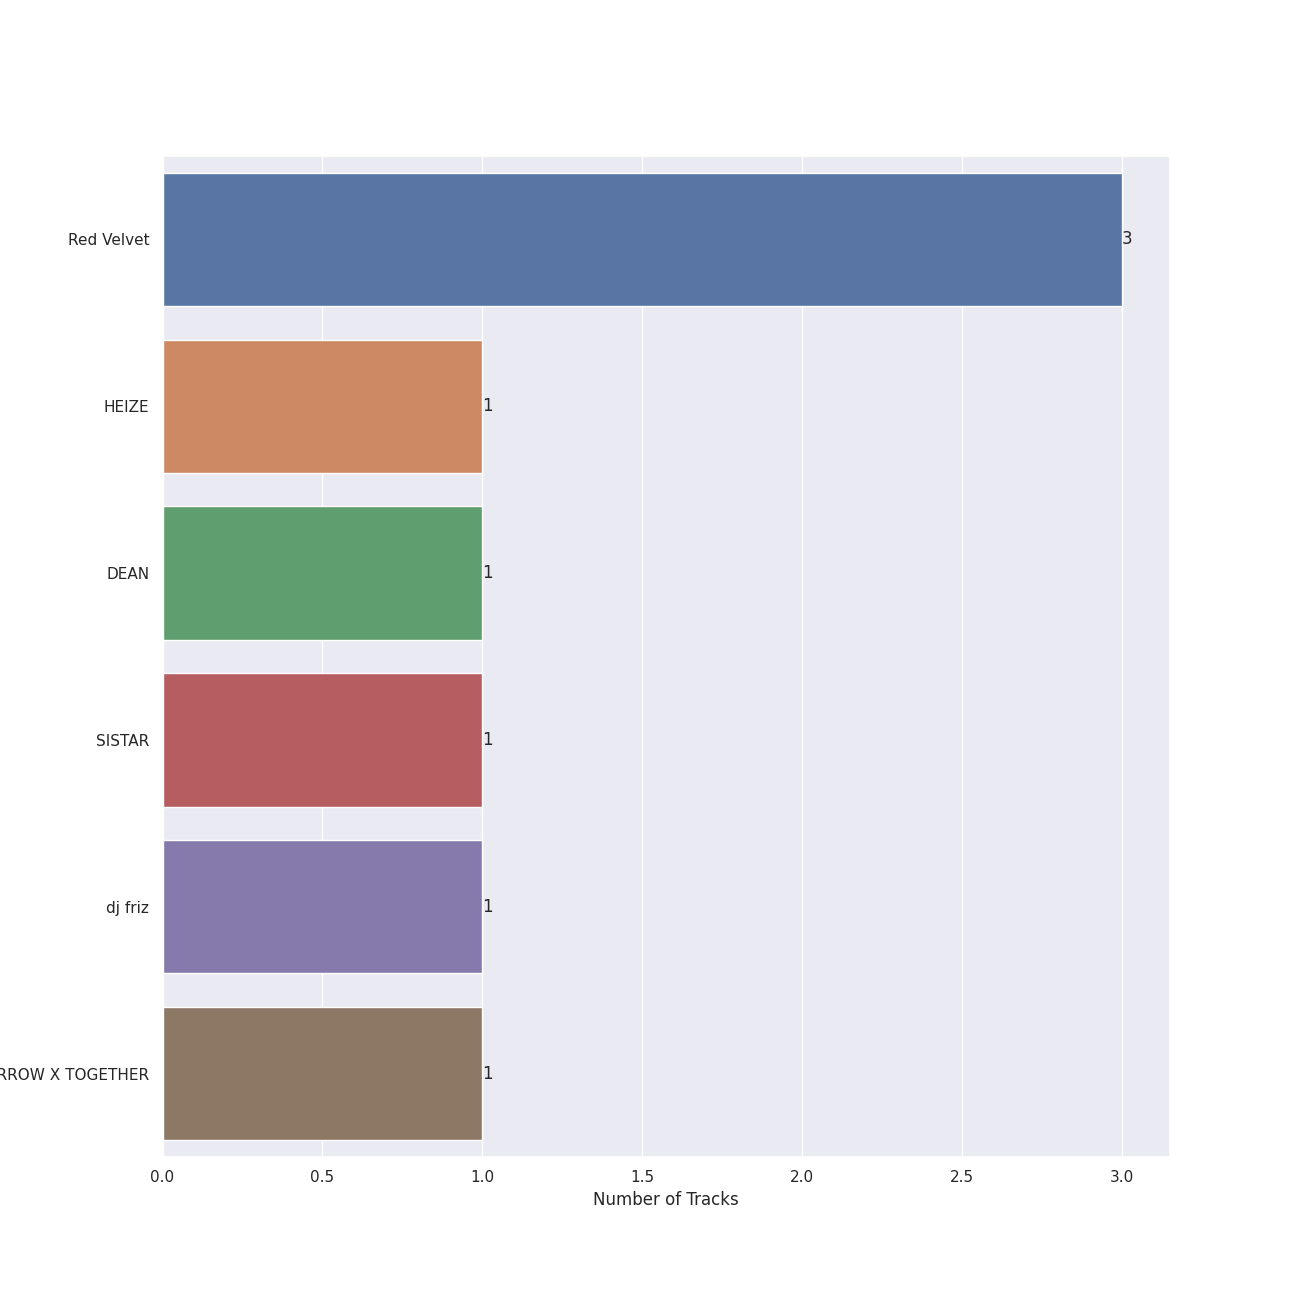 Red Velvet
3
HEIZE
1
DEAN
1
SISTAR
1
dj friz
1
RROW X TOGETHER
1
0.0 0.5 1.0 1.5 2.0 2.5 3.0
Number of Tracks